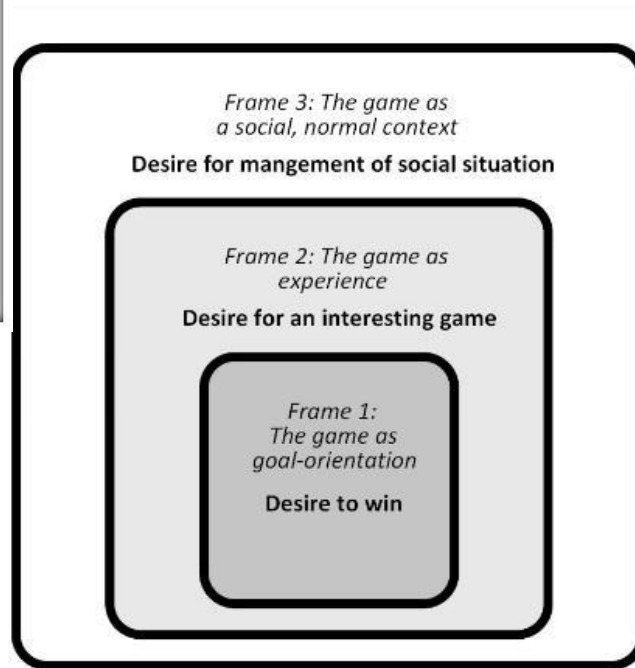 Frame 3: The game as
a social, normal context
Desire for mangement of social situation
Frame 2: The game as
experience
Desire for an interesting game
Frame 1:
The game as
goal-orientation
Desire to win